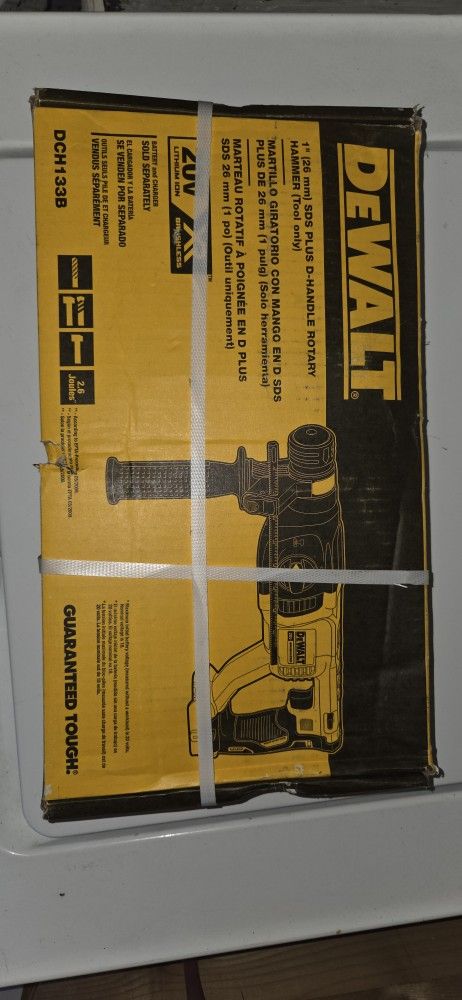 DEWALT®
1" (26 mm) SDS PLUS D-HANDLE ROTARY
HAMMER (Tool only)
MARTILLO GIRATORIO CON MANGO EN D SDS
PLUS DE 26 mm (1 pulg) (Solo herramienta)
MARTEAU ROTATIF À POIGNÉE EN D PLUS
SDS 26 mm (1 po) (Outil uniquement)
20V XR™
LITHIUM ION BRUSHLESS
BATTERY and CHARGER
SOLD SEPARATELY
EL CARGADOR Y LA BATERÍA
SE VENDEN POR SEPARADO
OUTILS SEULS PILE DE ET CHARGEUR
VENDUS SÉPARÉMENT
DCH133B
2.6
Joules**
DEWALT
GUARANTEED TOUGH.®